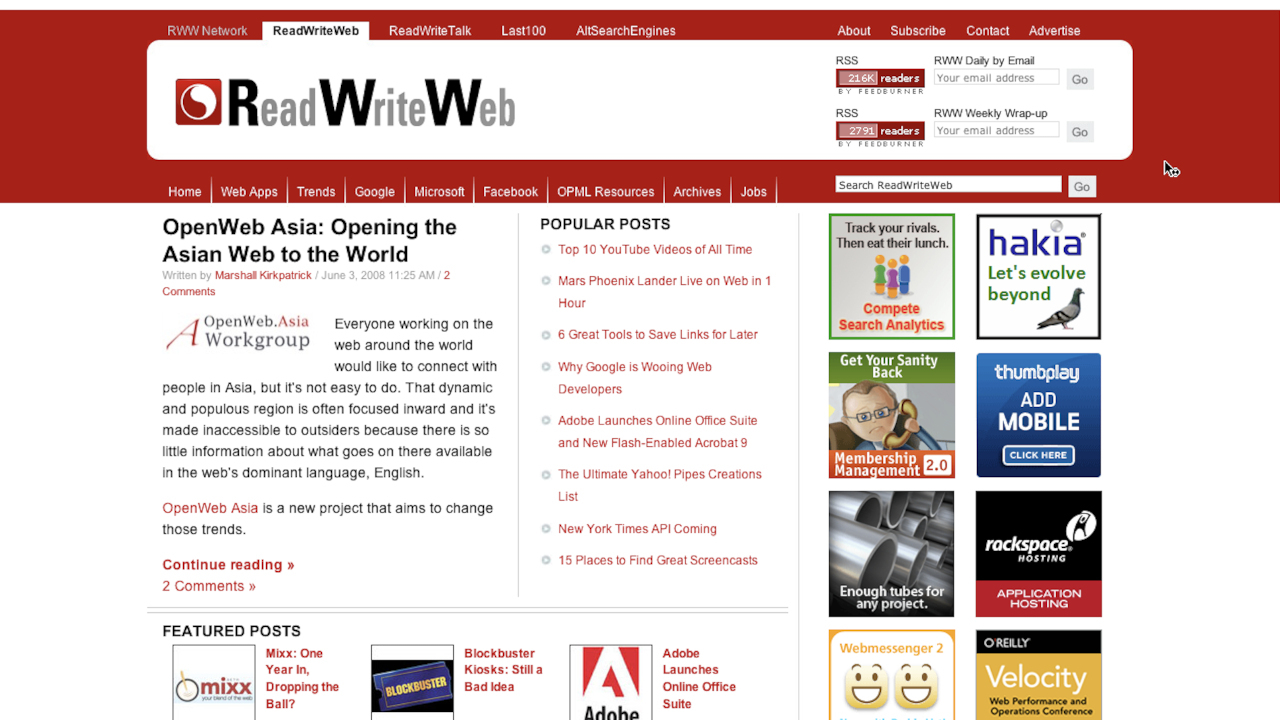 RWW Network
ReadWriteWeb
ReadWriteTalk
Last100
AltSearchEngines
About
Subscribe
Contact
Advertise
ReadWriteWeb
RSS
216K readers
BY FEEDBURNER
RWW Daily by Email
Your email address
Go
RSS
2791 readers
BY FEEDBURNER
RWW Weekly Wrap-up
Your email address
Go
Home
Web Apps
Trends
Google
Microsoft
Facebook
OPML Resources
Archives
Jobs
Search ReadWriteWeb
Go
OpenWeb Asia: Opening the
Asian Web to the World
Written by Marshall Kirkpatrick / June 3, 2008 11:25 AM / 2
Comments
OpenWeb.Asia
Workgroup
Everyone working on the
web around the world
would like to connect with
people in Asia, but it's not easy to do. That dynamic
and populous region is often focused inward and it's
made inaccessible to outsiders because there is so
little information about what goes on there available
in the web's dominant language, English.
OpenWeb Asia is a new project that aims to change
those trends.
Continue reading »
2 Comments »
POPULAR POSTS
Top 10 YouTube Videos of All Time
Mars Phoenix Lander Live on Web in 1
Hour
6 Great Tools to Save Links for Later
Why Google is Wooing Web
Developers
Adobe Launches Online Office Suite
and New Flash-Enabled Acrobat 9
The Ultimate Yahoo! Pipes Creations
List
New York Times API Coming
15 Places to Find Great Screencasts
Track your rivals.
Then eat their lunch.
Compete
Search Analytics
hakia®
Let's evolve
beyond
Get Your Sanity
Back
Membership
Management 2.0
thumbplay
ADD
MOBILE
CLICK HERE
Enough tubes for
any project.
rackspace®
HOSTING
APPLICATION
HOSTING
Webmessenger 2
O'REILLY®
Velocity
Web Performance and
Operations Conference
FEATURED POSTS
mixx
your blend of the web
Mixx: One
Year In,
Dropping the
Ball?
BLOCKBUSTER
Blockbuster
Kiosks: Still a
Bad Idea
Adobe
Adobe
Launches
Online Office
Suite